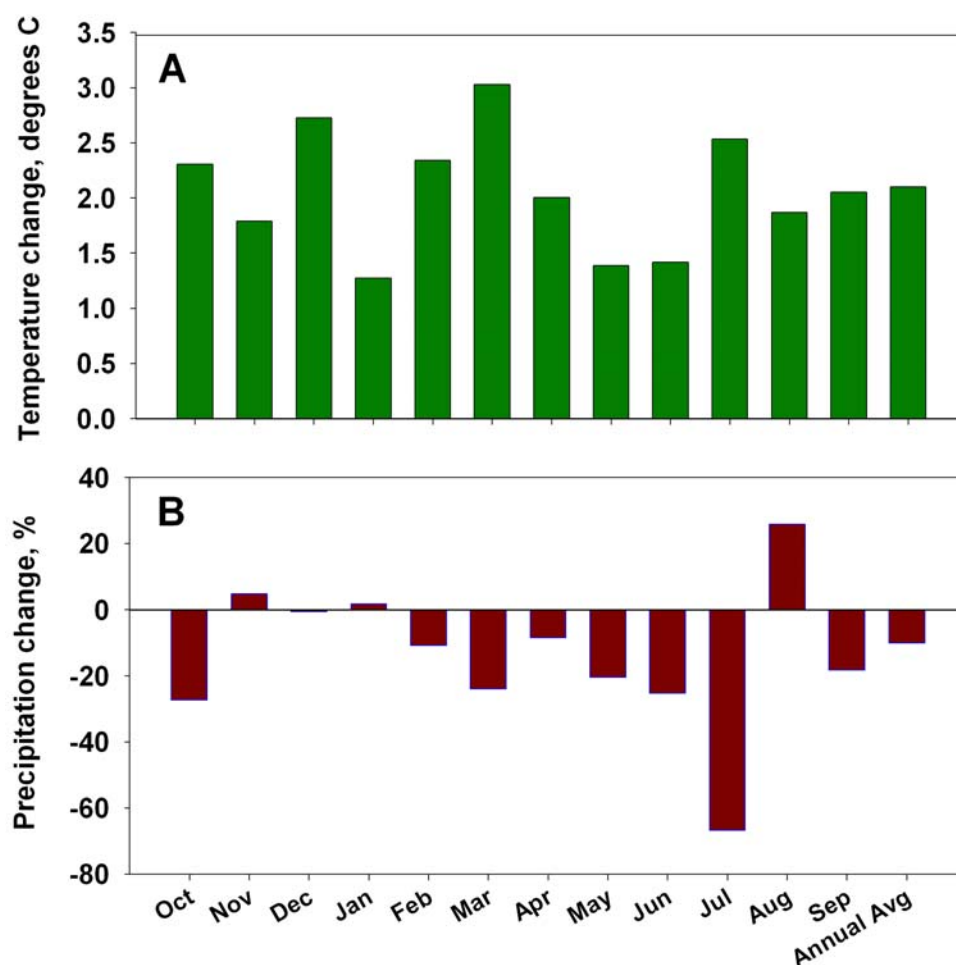 Temperature change, degrees C
3.5
3.0
2.5
2.0
1.5
1.0
0.5
0.0
A
Precipitation change, %
40
20
0
-20
-40
-60
-80
B
Oct
Nov
Dec
Jan
Feb
Mar
Apr
May
Jun
Jul
Aug
Sep
Annual Avg